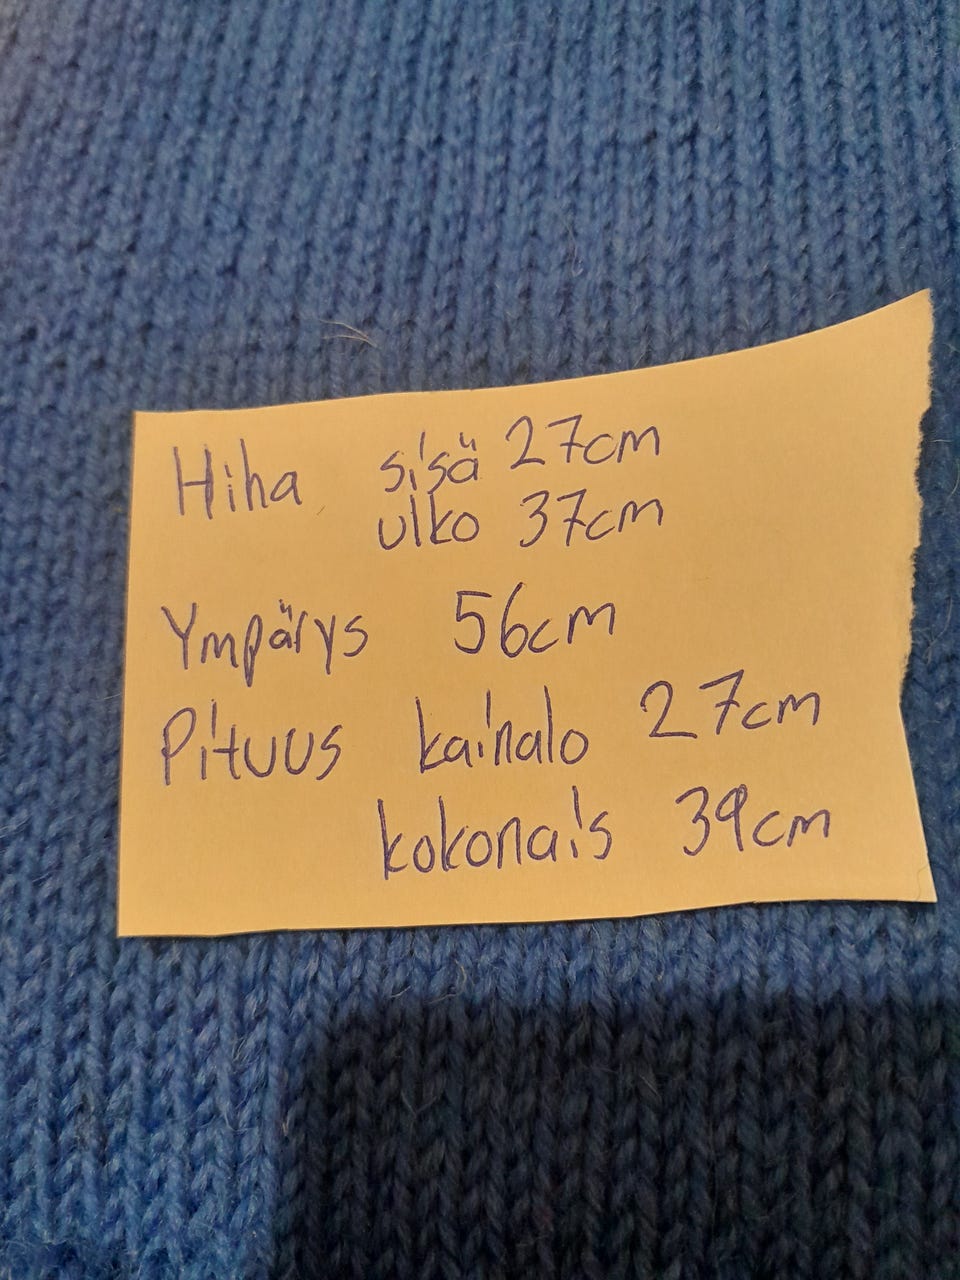 Hiha sisä 27cm
ulko 37cm
Ympärys 56cm
Pituus kainalo 27cm
kokonais 39cm